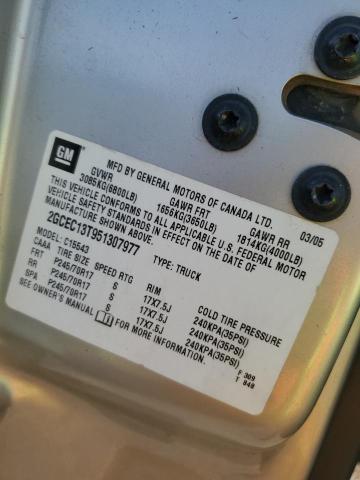 GM
MFD BY GENERAL MOTORS OF CANADA LTD. 03/05
GVWR GAWR FRT GAWR RR
3085KG(6800LB) 1656KG(3650LB) 1814KG(4000LB)
THIS VEHICLE CONFORMS TO ALL APPLICABLE U.S. FEDERAL MOTOR
VEHICLE SAFETY STANDARDS IN EFFECT ON THE DATE OF
MANUFACTURE SHOWN ABOVE.
2GCEC13T951307977 TYPE: TRUCK
MODEL: C15543
CAAA TIRE SIZE SPEED RTG RIM COLD TIRE PRESSURE
FRT P245/70R17 S 17X7.5J 240KPA(35PSI)
RR P245/70R17 S 17X7.5J 240KPA(35PSI)
SPA P245/70R17 S 17X7.5J 240KPA(35PSI)
SEE OWNER'S MANUAL FOR MORE INFORMATION. F 309
T 048